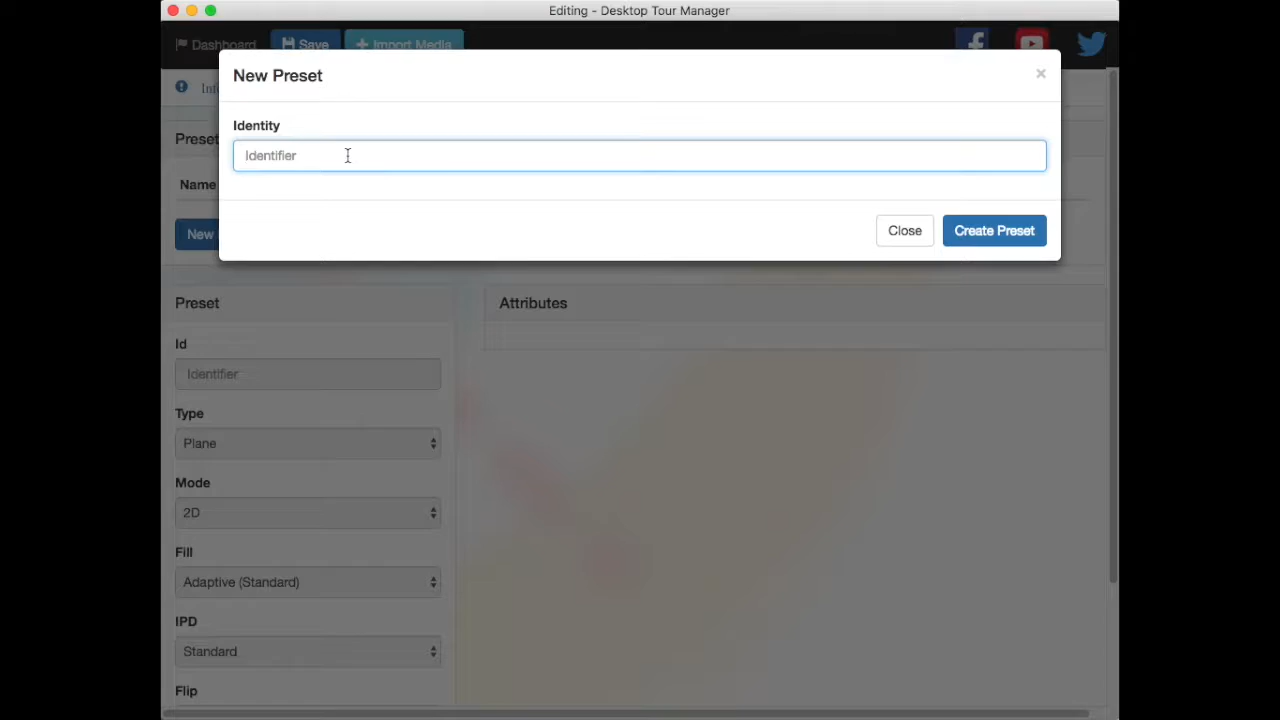 Editing - Desktop Tour Manager
Dashboard Save + Import Media
New Preset ×
Identity
Identifier
Close Create Preset
Preset
Name
New
Preset Attributes
Id
Identifier
Type
Plane
Mode
2D
Fill
Adaptive (Standard)
IPD
Standard
Flip